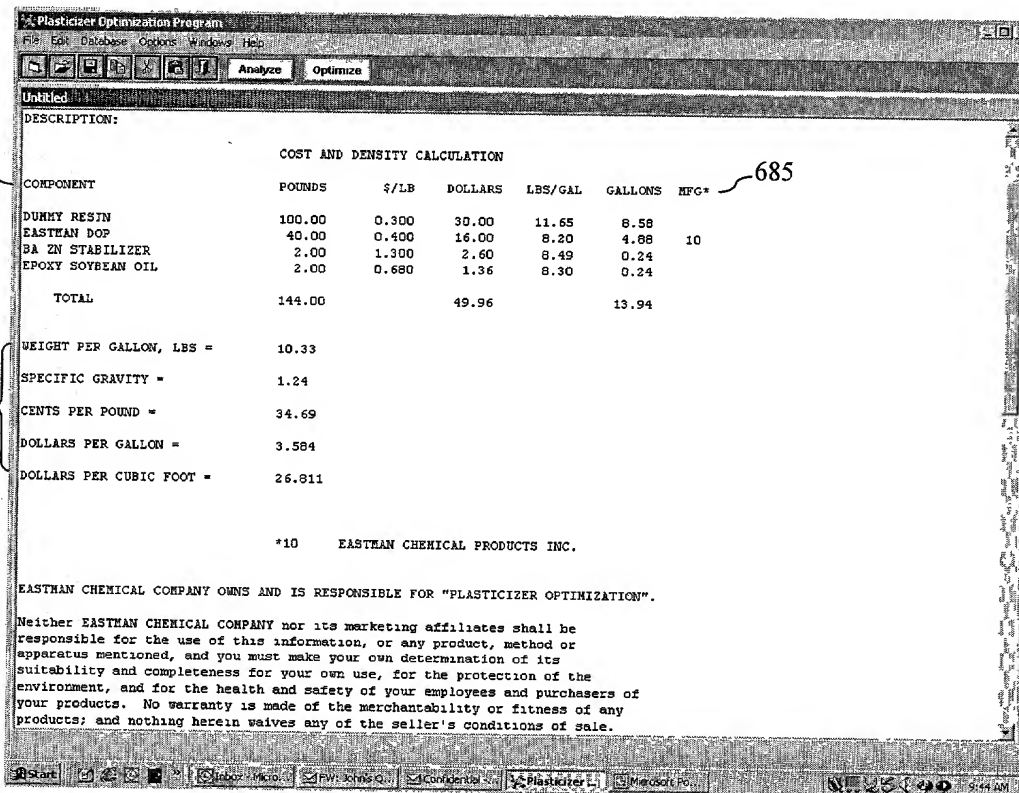 Plasticizer Optimization Program
File Edit Database Options Windows Help
Analyze Optimize
Untitled
DESCRIPTION:
COST AND DENSITY CALCULATION
685
COMPONENT POUNDS $/LB DOLLARS LBS/GAL GALLONS MFG*
DUMMY RESIN 100.00 0.300 30.00 11.65 8.58
EASTMAN DOP 40.00 0.400 16.00 8.20 4.88 10
BA ZN STABILIZER 2.00 1.300 2.60 8.49 0.24
EPOXY SOYBEAN OIL 2.00 0.680 1.36 8.30 0.24
TOTAL 144.00 49.96 13.94
WEIGHT PER GALLON, LBS = 10.33
SPECIFIC GRAVITY = 1.24
CENTS PER POUND = 34.69
DOLLARS PER GALLON = 3.584
DOLLARS PER CUBIC FOOT = 26.811
*10 EASTMAN CHEMICAL PRODUCTS INC.
EASTMAN CHEMICAL COMPANY OWNS AND IS RESPONSIBLE FOR "PLASTICIZER OPTIMIZATION".
Neither EASTMAN CHEMICAL COMPANY nor its marketing affiliates shall be
responsible for the use of this information, or any product, method or
apparatus mentioned, and you must make your own determination of its
suitability and completeness for your own use, for the protection of the
environment, and for the health and safety of your employees and purchasers of
your products. No warranty is made of the merchantability or fitness of any
products; and nothing herein waives any of the seller's conditions of sale.
Start Inbox - Micro... FW: John's Q... Confidential -... Plasticizer ... Microsoft Po... 9:44 AM